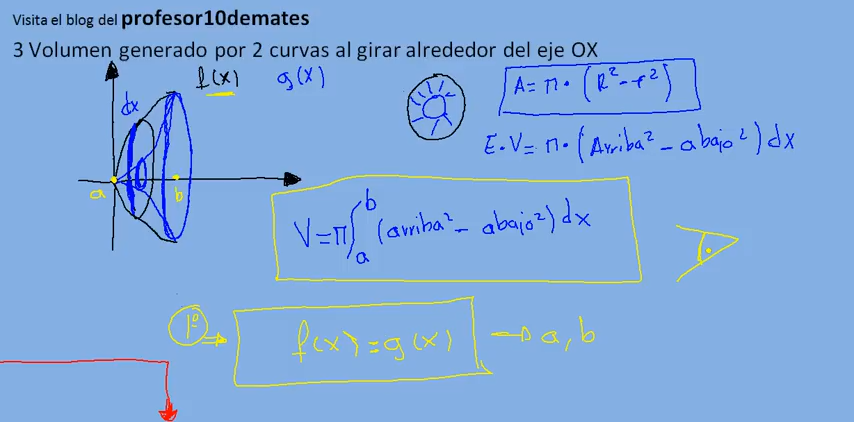 Visita el blog del profesor10demates
3 Volumen generado por 2 curvas al girar alrededor del eje OX
f(x) g(x)
dx
A = π · (R² - r²)
E.V = π · (Arriba² - abajo²) dx
a b
V = π ∫ₐᵇ (arriba² - abajo²) dx
1º ⇒ f(x) = g(x) → a, b